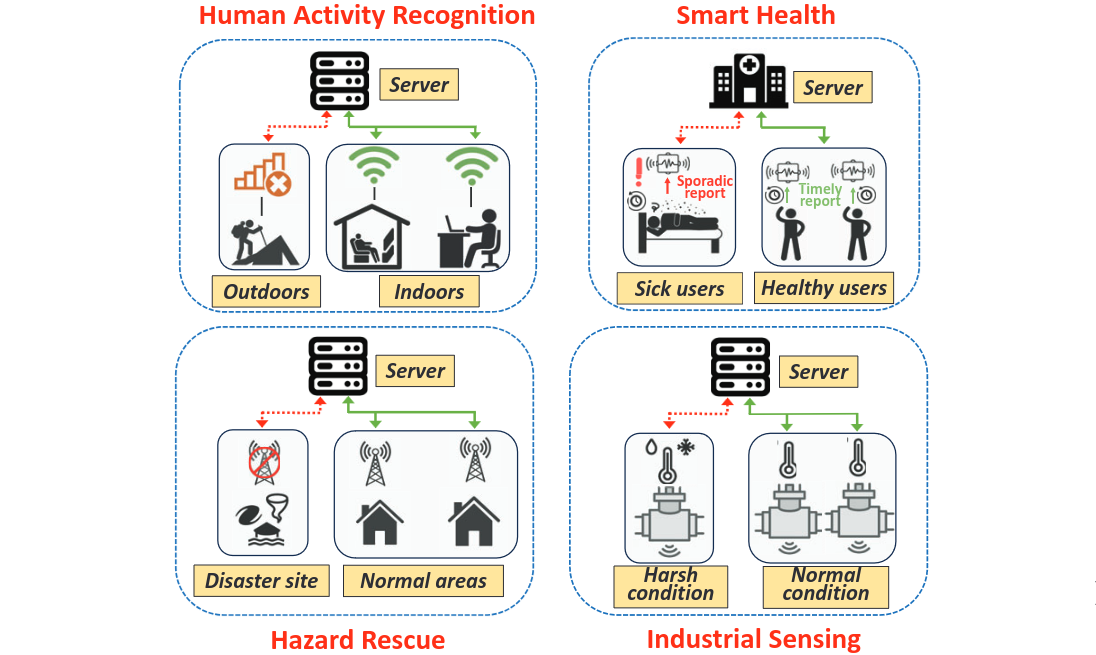 Human Activity Recognition
Server
Outdoors
Indoors
Smart Health
Server
Sporadic
report
Timely
report
Sick users
Healthy users
Server
Disaster site
Normal areas
Hazard Rescue
Server
Harsh
condition
Normal
condition
Industrial Sensing